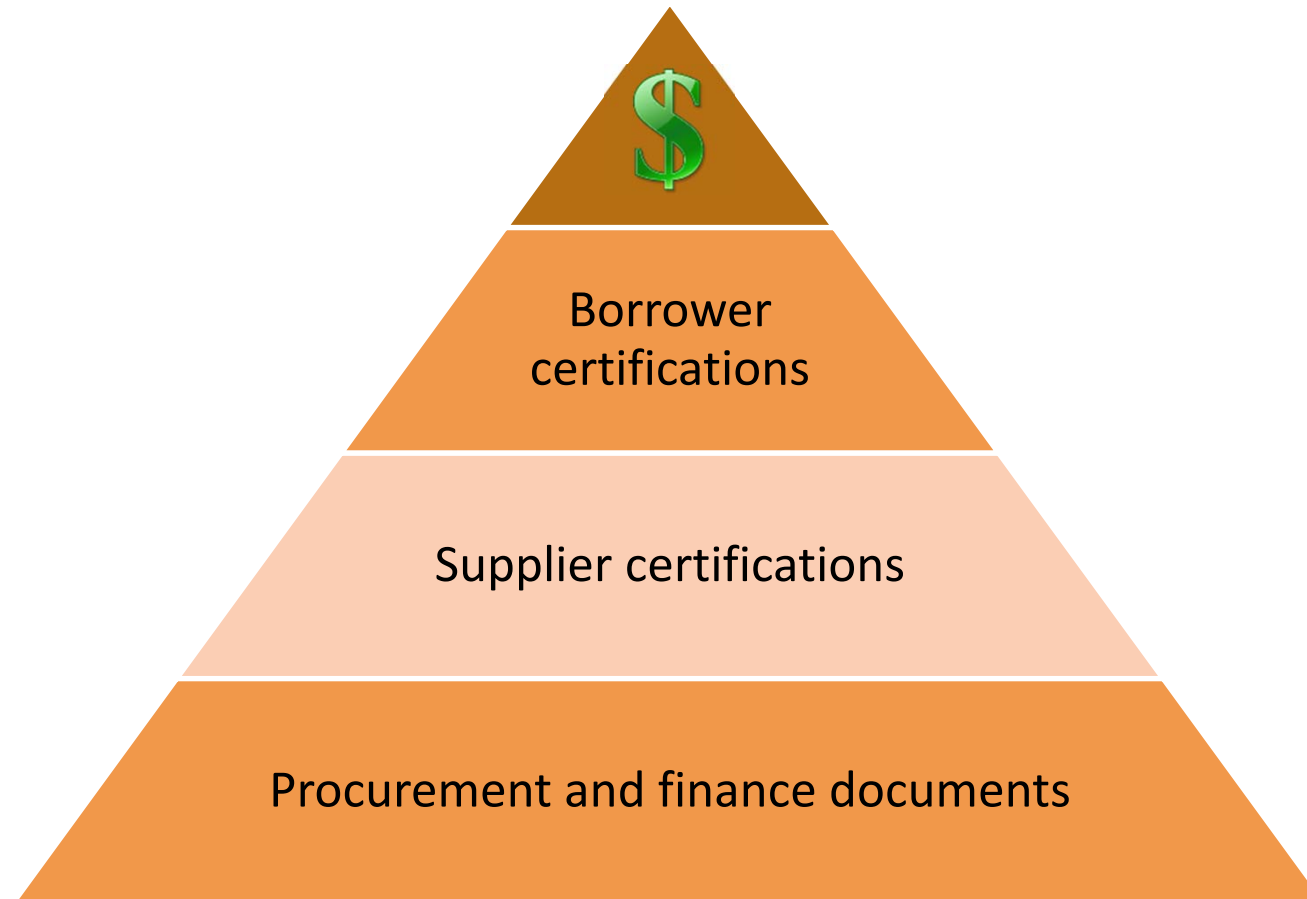 $
Borrower
certifications
Supplier certifications
Procurement and finance documents